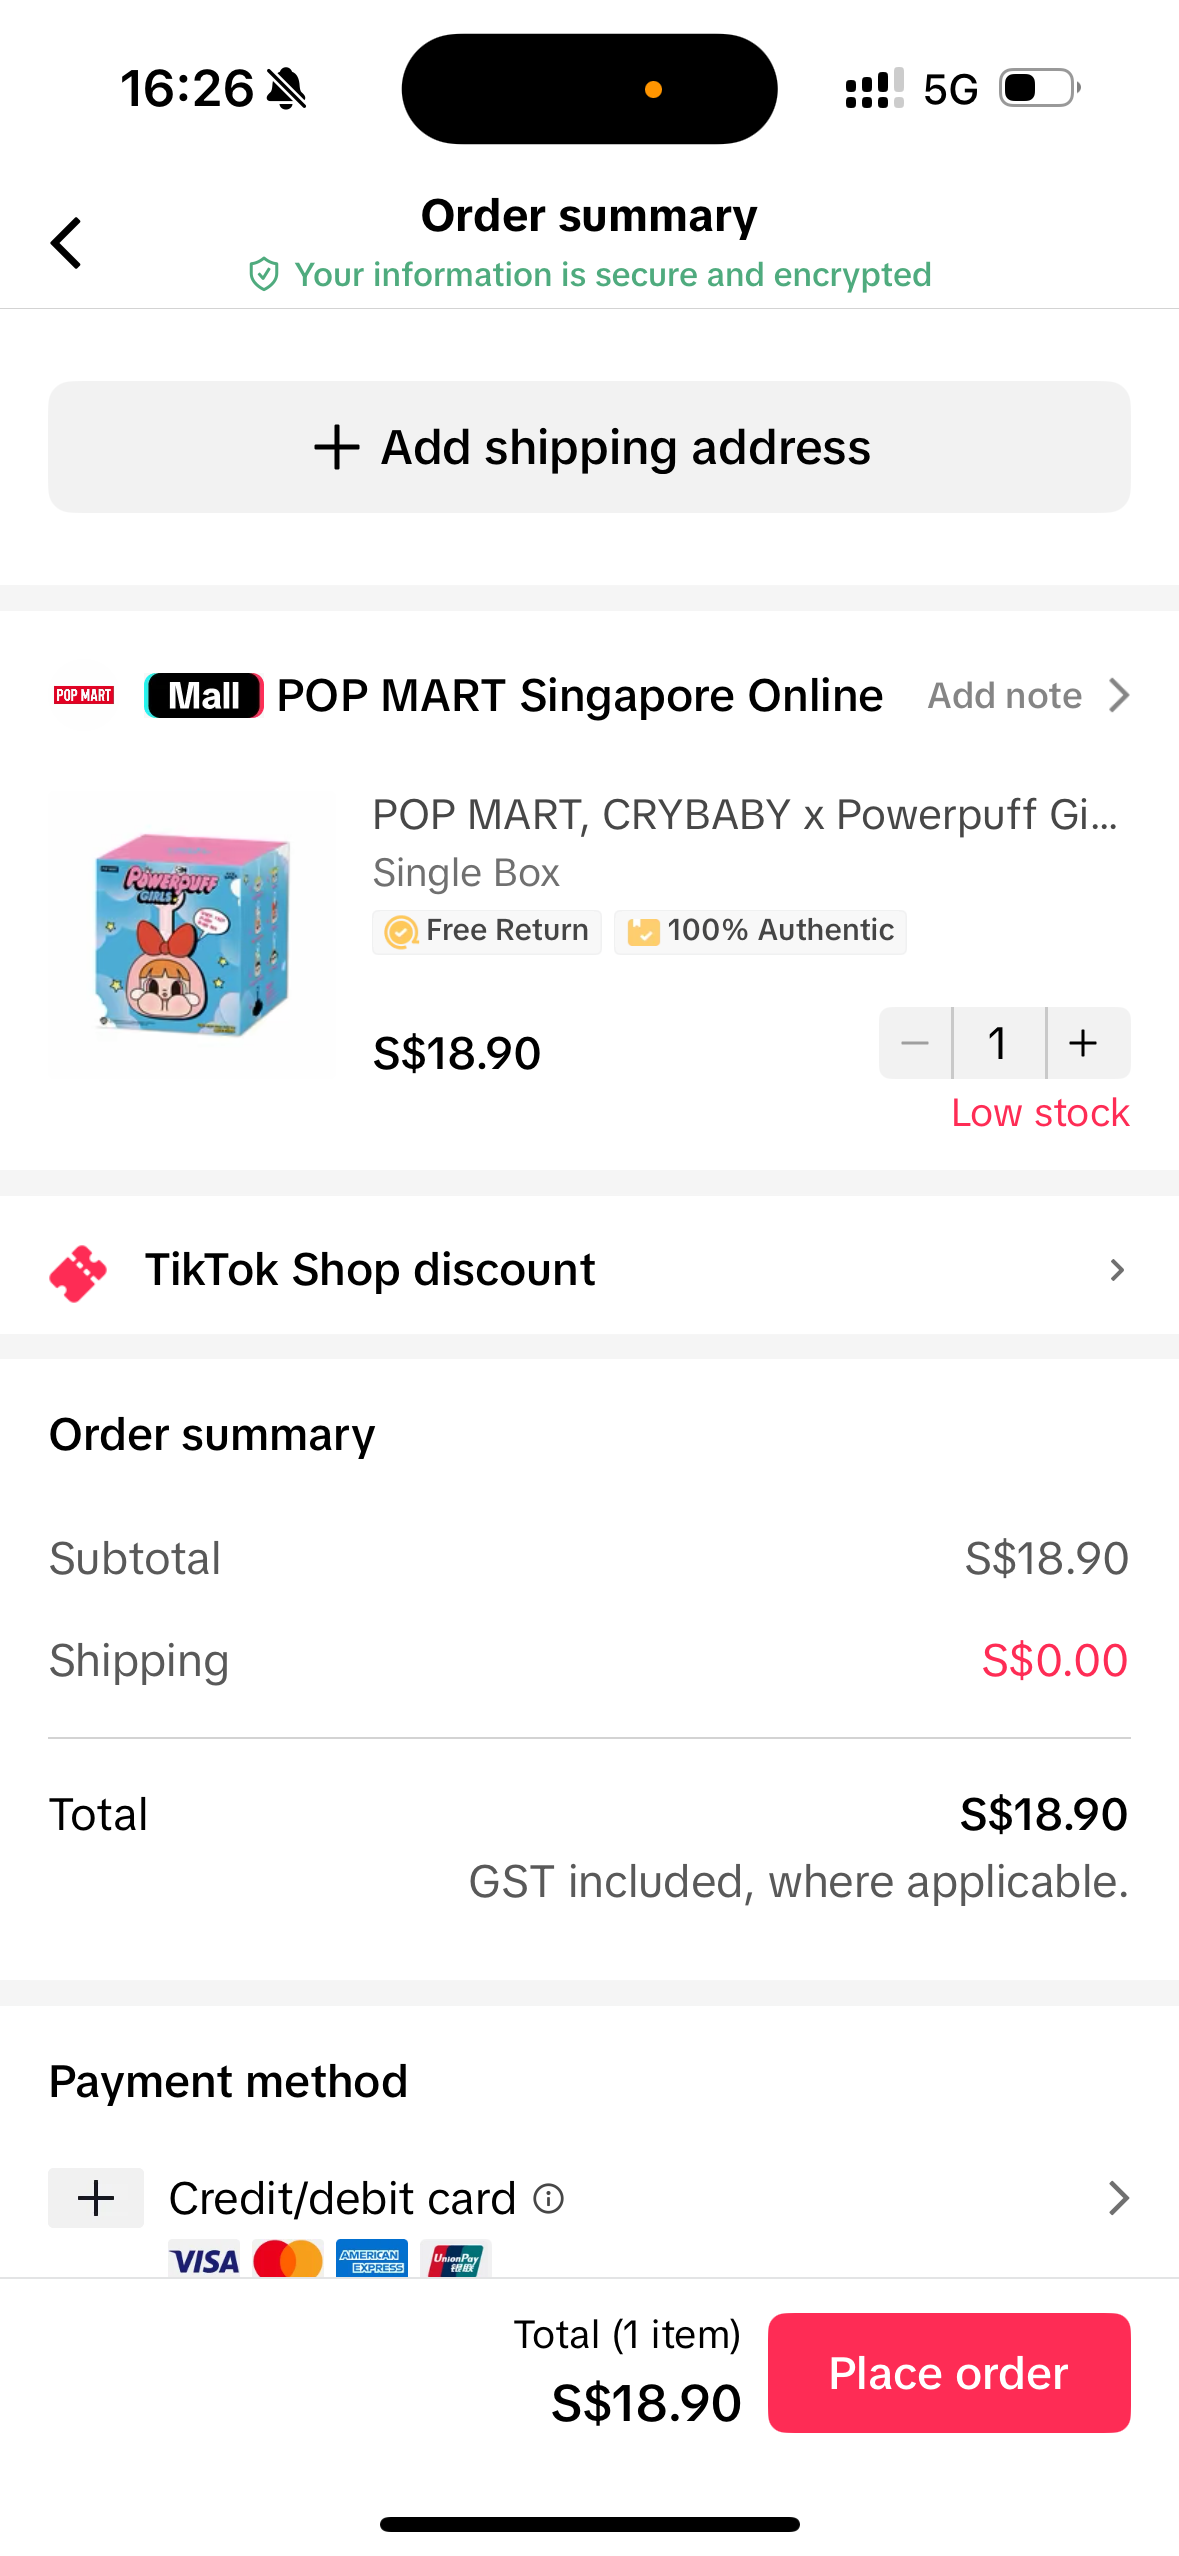 16:26
5G
Order summary
Your information is secure and encrypted
Add shipping address
POP MART
Mall POP MART Singapore Online
Add note
POP MART, CRYBABY x Powerpuff Gi...
POWERPUFF
GIRLS
Single Box
Free Return
100% Authentic
S$18.90
1
Low stock
TikTok Shop discount
Order summary
Subtotal
S$18.90
Shipping
S$0.00
Total
S$18.90
GST included, where applicable.
Payment method
Credit/debit card
VISA
AMERICAN
EXPRESS
UnionPay
银联
Total (1 item)
S$18.90
Place order